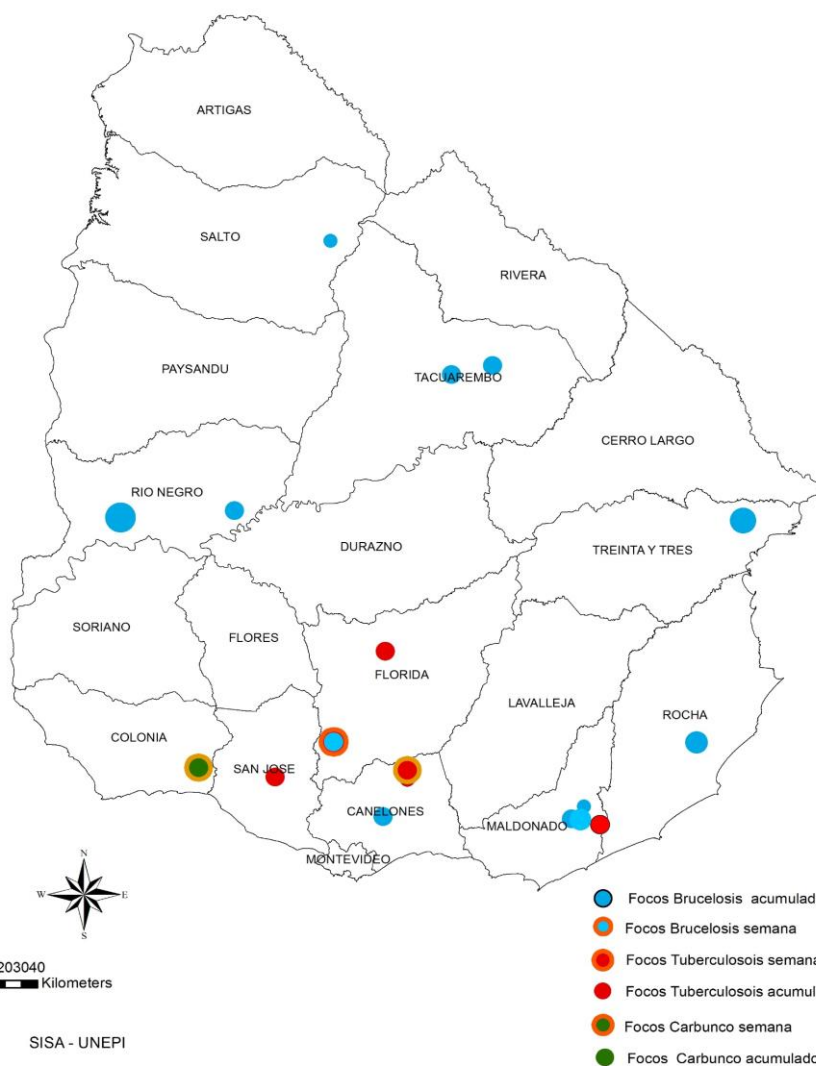 ARTIGAS
SALTO
RIVERA
PAYSANDU
TACUAREMBO
CERRO LARGO
RIO NEGRO
DURAZNO
TREINTA Y TRES
SORIANO
FLORES
FLORIDA
LAVALLEJA
ROCHA
COLONIA
SAN JOSE
CANELONES
MALDONADO
MONTEVIDEO
N
W E
S
203040
Kilometers
SISA - UNEPI
Focos Brucelosis acumulad
Focos Brucelosis semana
Focos Tuberculosois semana
Focos Tuberculosois acumul
Focos Carbunco semana
Focos Carbunco acumulado